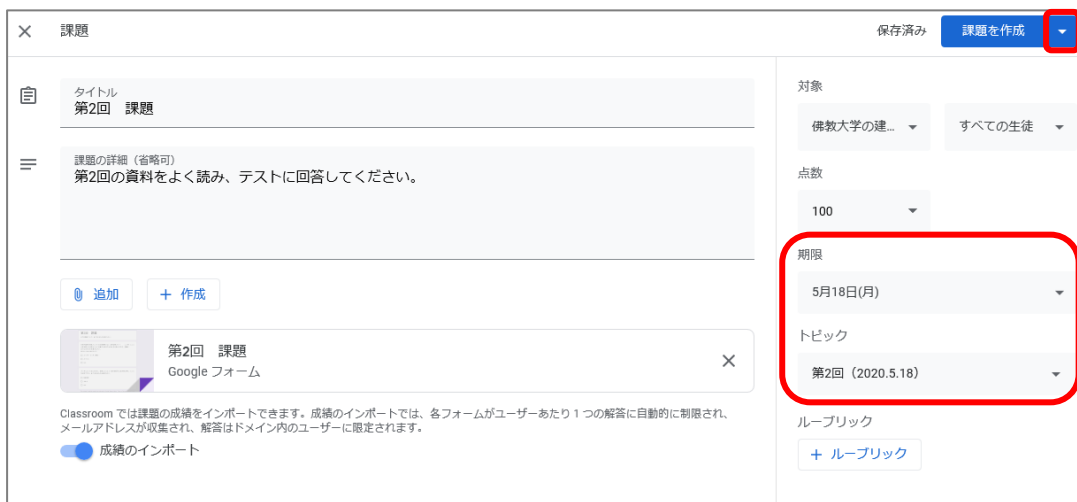 課題
保存済み
課題を作成
タイトル
第2回　課題
課題の詳細（省略可）
第2回の資料をよく読み、テストに回答してください。
追加
+ 作成
第2回　課題
Google フォーム
Classroom では課題の成績をインポートできます。成績のインポートでは、各フォームがユーザーあたり 1 つの解答に自動的に制限され、
メールアドレスが収集され、解答はドメイン内のユーザーに限定されます。
成績のインポート
対象
佛教大学の建... すべての生徒
点数
100
期限
5月18日(月)
トピック
第2回（2020.5.18）
ルーブリック
+ ルーブリック